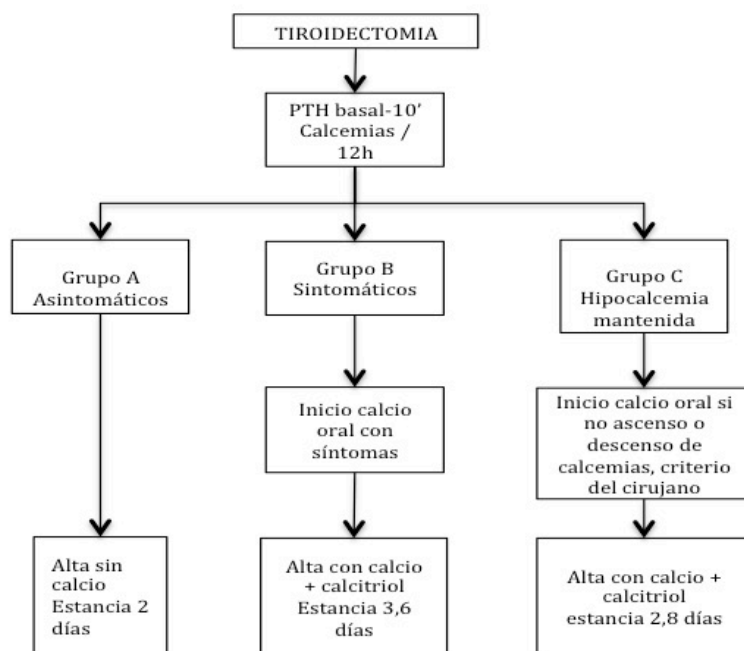 TIROIDECTOMIA
PTH basal-10’
Calcemias /
12h
Grupo A
Asintomáticos
Grupo B
Sintomáticos
Grupo C
Hipocalcemia
mantenida
Inicio calcio
oral con
síntomas
Inicio calcio oral si
no ascenso o
descenso de
calcemias, criterio
del cirujano
Alta sin
calcio
Estancia 2
días
Alta con calcio
+ calcitriol
Estancia 3,6
días
Alta con calcio +
calcitriol
estancia 2,8 días